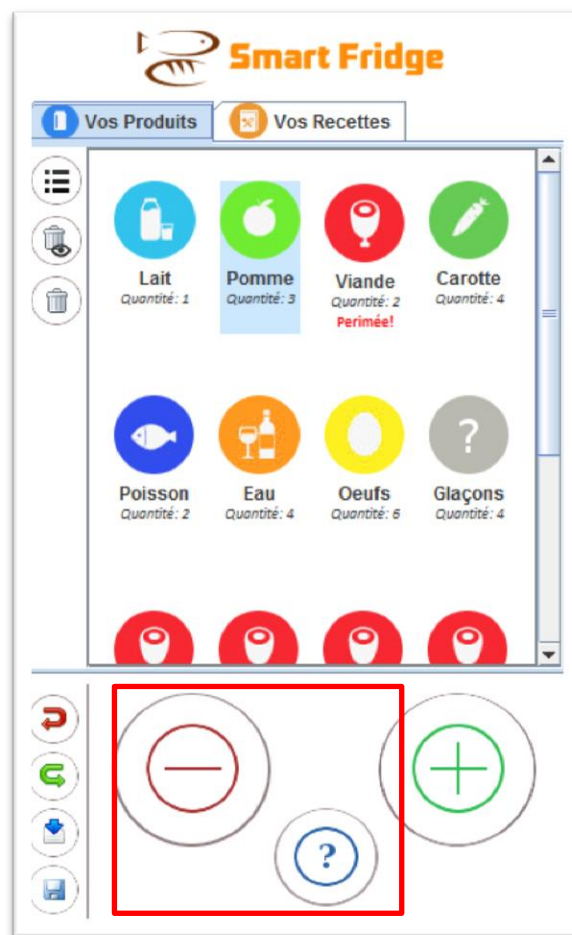 Smart Fridge
Vos Produits Vos Recettes
Lait Pomme Viande Carotte
Quantité: 1 Quantité: 3 Quantité: 2 Quantité: 4
Perimée!
?
Poisson Eau Oeufs Glaçons
Quantité: 2 Quantité: 4 Quantité: 6 Quantité: 4
?